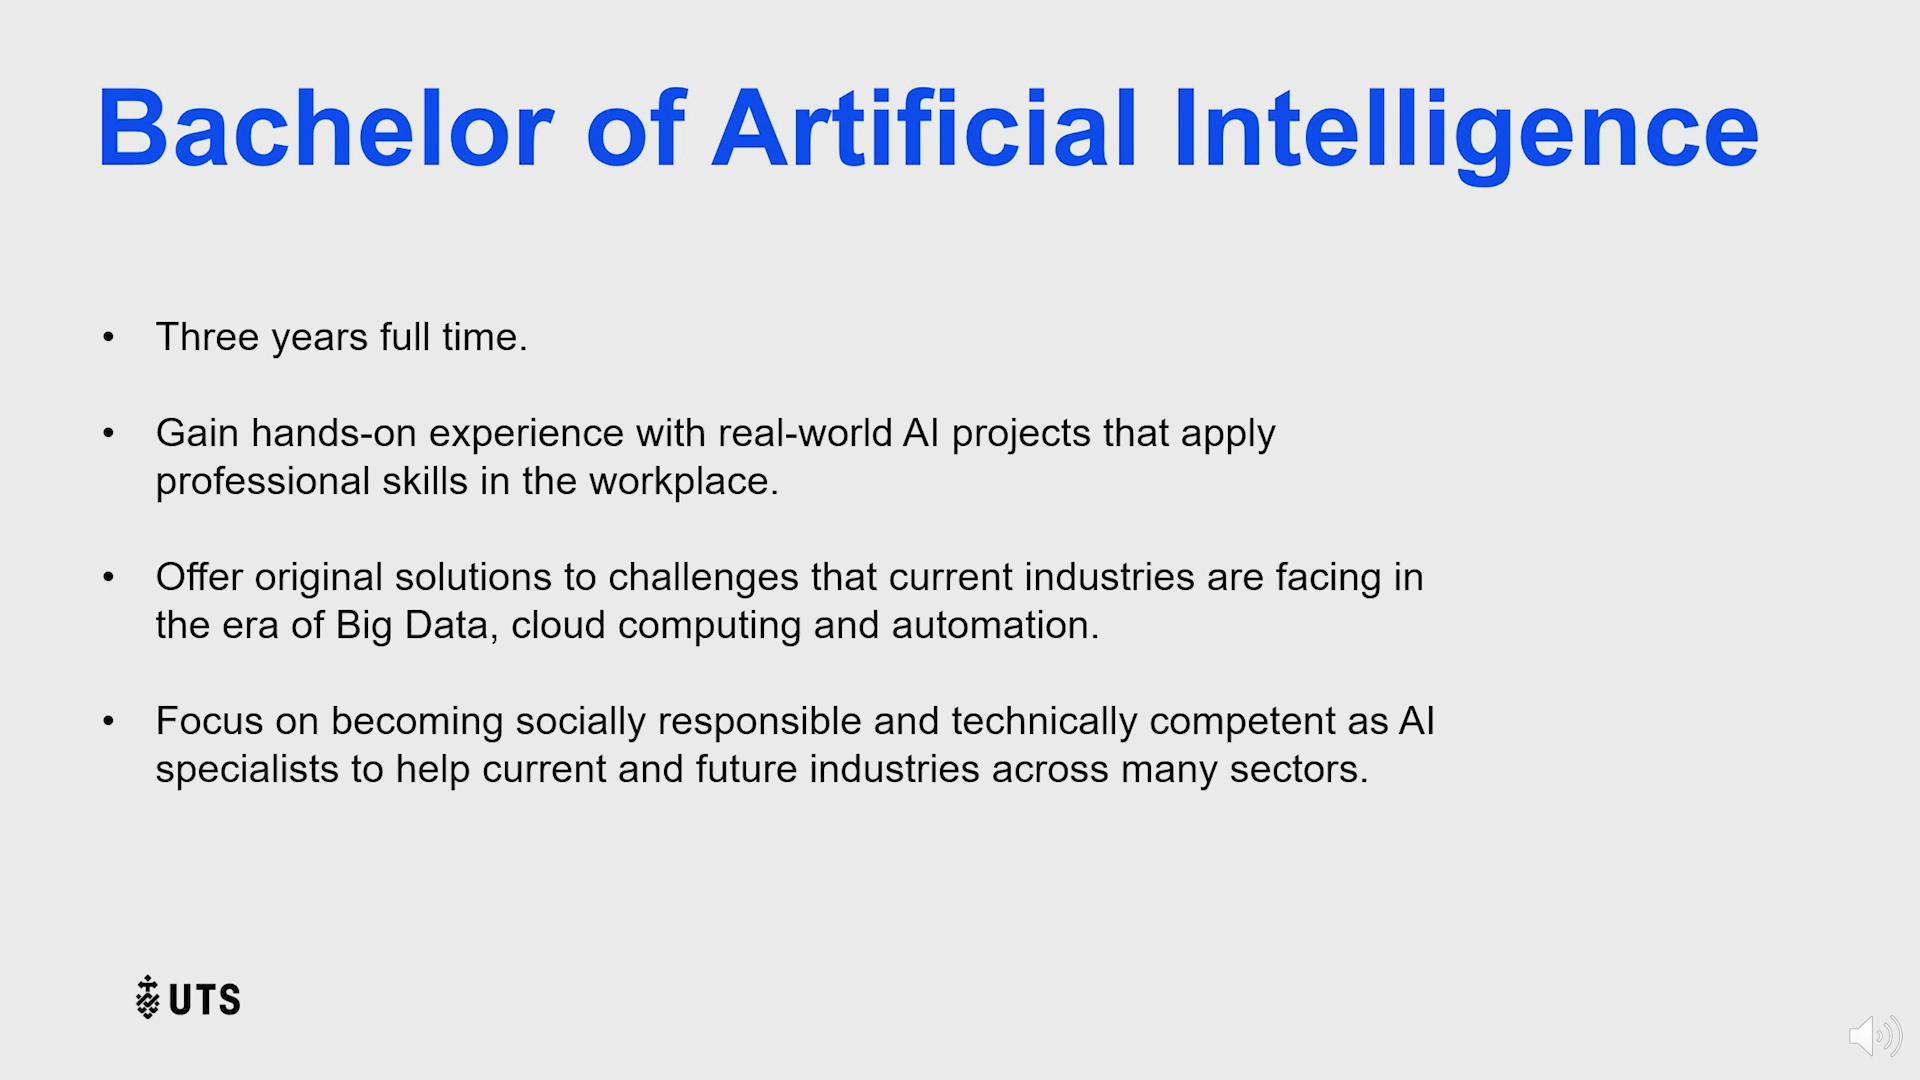 Bachelor of Artificial Intelligence
• Three years full time.
• Gain hands-on experience with real-world AI projects that apply
professional skills in the workplace.
• Offer original solutions to challenges that current industries are facing in
the era of Big Data, cloud computing and automation.
• Focus on becoming socially responsible and technically competent as AI
specialists to help current and future industries across many sectors.
UTS